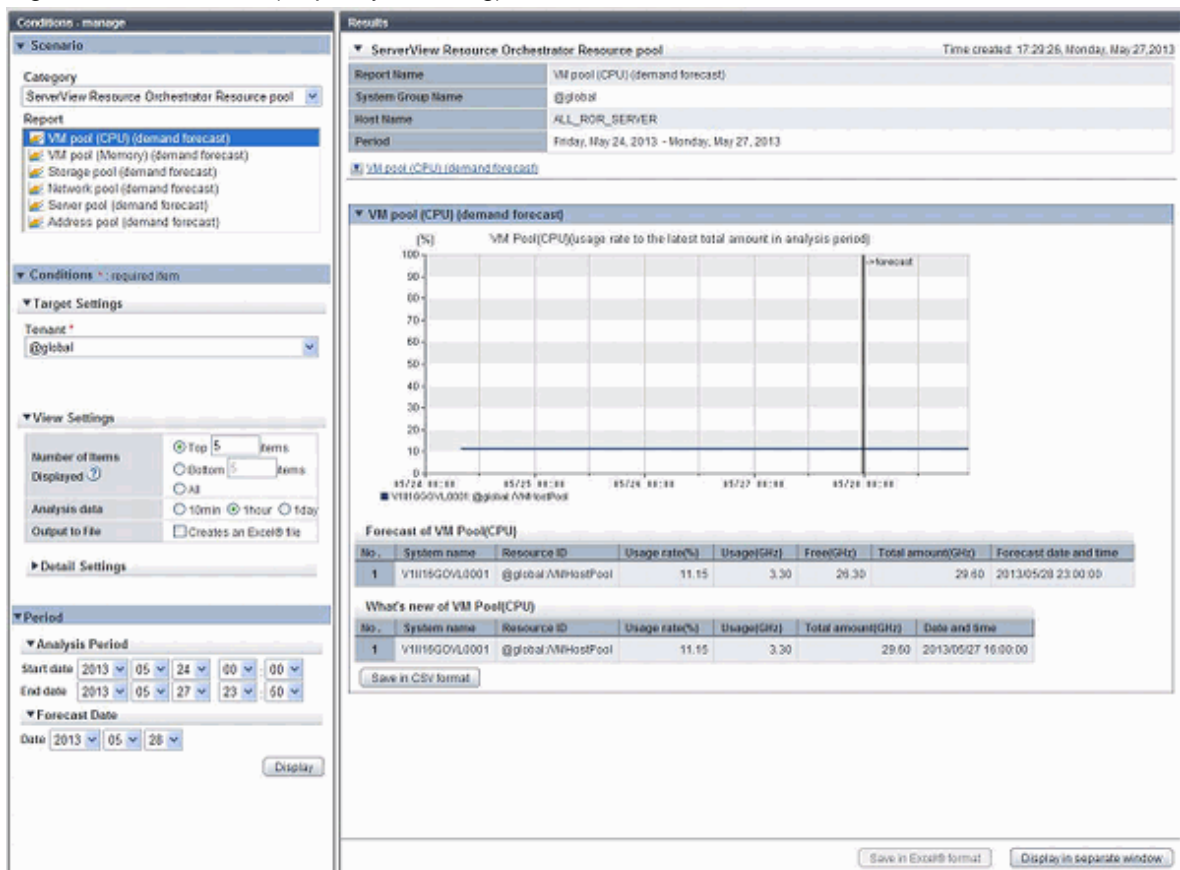 Conditions - manage
Scenario
Category
ServerView Resource Orchestrator Resource pool
Report
VM pool (CPU) (demand forecast)
VM pool (Memory) (demand forecast)
Storage pool (demand forecast)
Network pool (demand forecast)
Server pool (demand forecast)
Address pool (demand forecast)
Conditions * : required item
Target Settings
Tenant *
@global
View Settings
Number of Items Displayed
Top 5 items
Bottom 5 items
All
Analysis data
10min 1hour 1day
Output to File
Creates an Excel® file
Detail Settings
Period
Analysis Period
Start date 2013 05 24 00 : 00
End date 2013 05 27 23 : 50
Forecast Date
Date 2013 05 28
Display
Results
ServerView Resource Orchestrator Resource pool
Time created: 17:29:26, Monday, May 27,2013
Report Name VM pool (CPU) (demand forecast)
System Group Name @global
Host Name ALL_ROR_SERVER
Period Friday, May 24, 2013 - Monday, May 27, 2013
VM pool (CPU) (demand forecast)
VM pool (CPU) (demand forecast)
(%) VM Pool(CPU)(usage rate to the latest total amount in analysis period)
100
90
80
70
60
50
40
30
20
10
0
->forecast
05/24 00:00 05/25 00:00 05/26 00:00 05/27 00:00 05/28 00:00
@global:/VMHostPool
Forecast of VM Pool(CPU)
No. System name Resource ID Usage rate(%) Usage(GHz) Free(GHz) Total amount(GHz) Forecast date and time
1 @global:/VMHostPool 11.15 3.30 26.30 29.60 2013/05/28 23:00:00
What's new of VM Pool(CPU)
No. System name Resource ID Usage rate(%) Usage(GHz) Total amount(GHz) Date and time
1 @global:/VMHostPool 11.15 3.30 29.60 2013/05/27 16:00:00
Save in CSV format
Save in Excel® format
Display in separate window